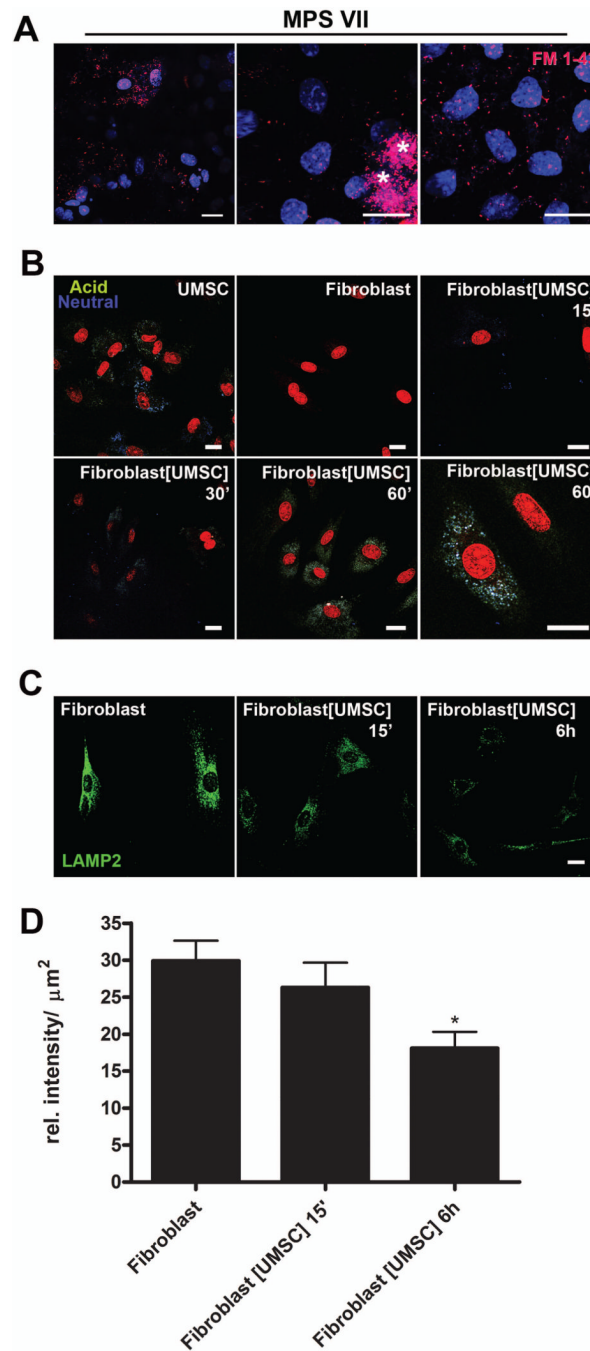 MPS VII
A
FM 1-4
* *
B
Acid
Neutral
UMSC
Fibroblast
Fibroblast[UMSC
15
Fibroblast[UMSC]
30'
Fibroblast[UMSC]
60'
Fibroblast[UMSC
60
C
Fibroblast
Fibroblast[UMSC]
15'
Fibroblast[UMSC]
6h
LAMP2
D
rel. intensity/ μm²
35
30
25
20
15
10
5
0
*
Fibroblast
Fibroblast [UMSC] 15'
Fibroblast [UMSC] 6h